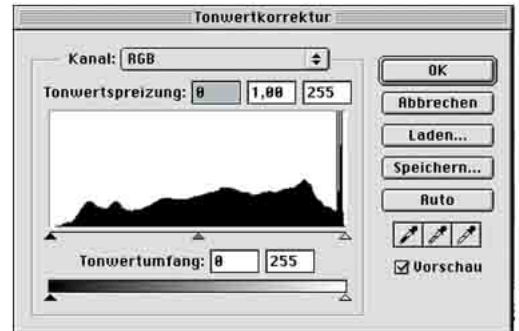 Tonwertkorrektur
Kanal: RGB
Tonwertspreizung: 0 1,00 255
Tonwertumfang: 0 255
OK
Abbrechen
Laden...
Speichern...
Auto
Vorschau